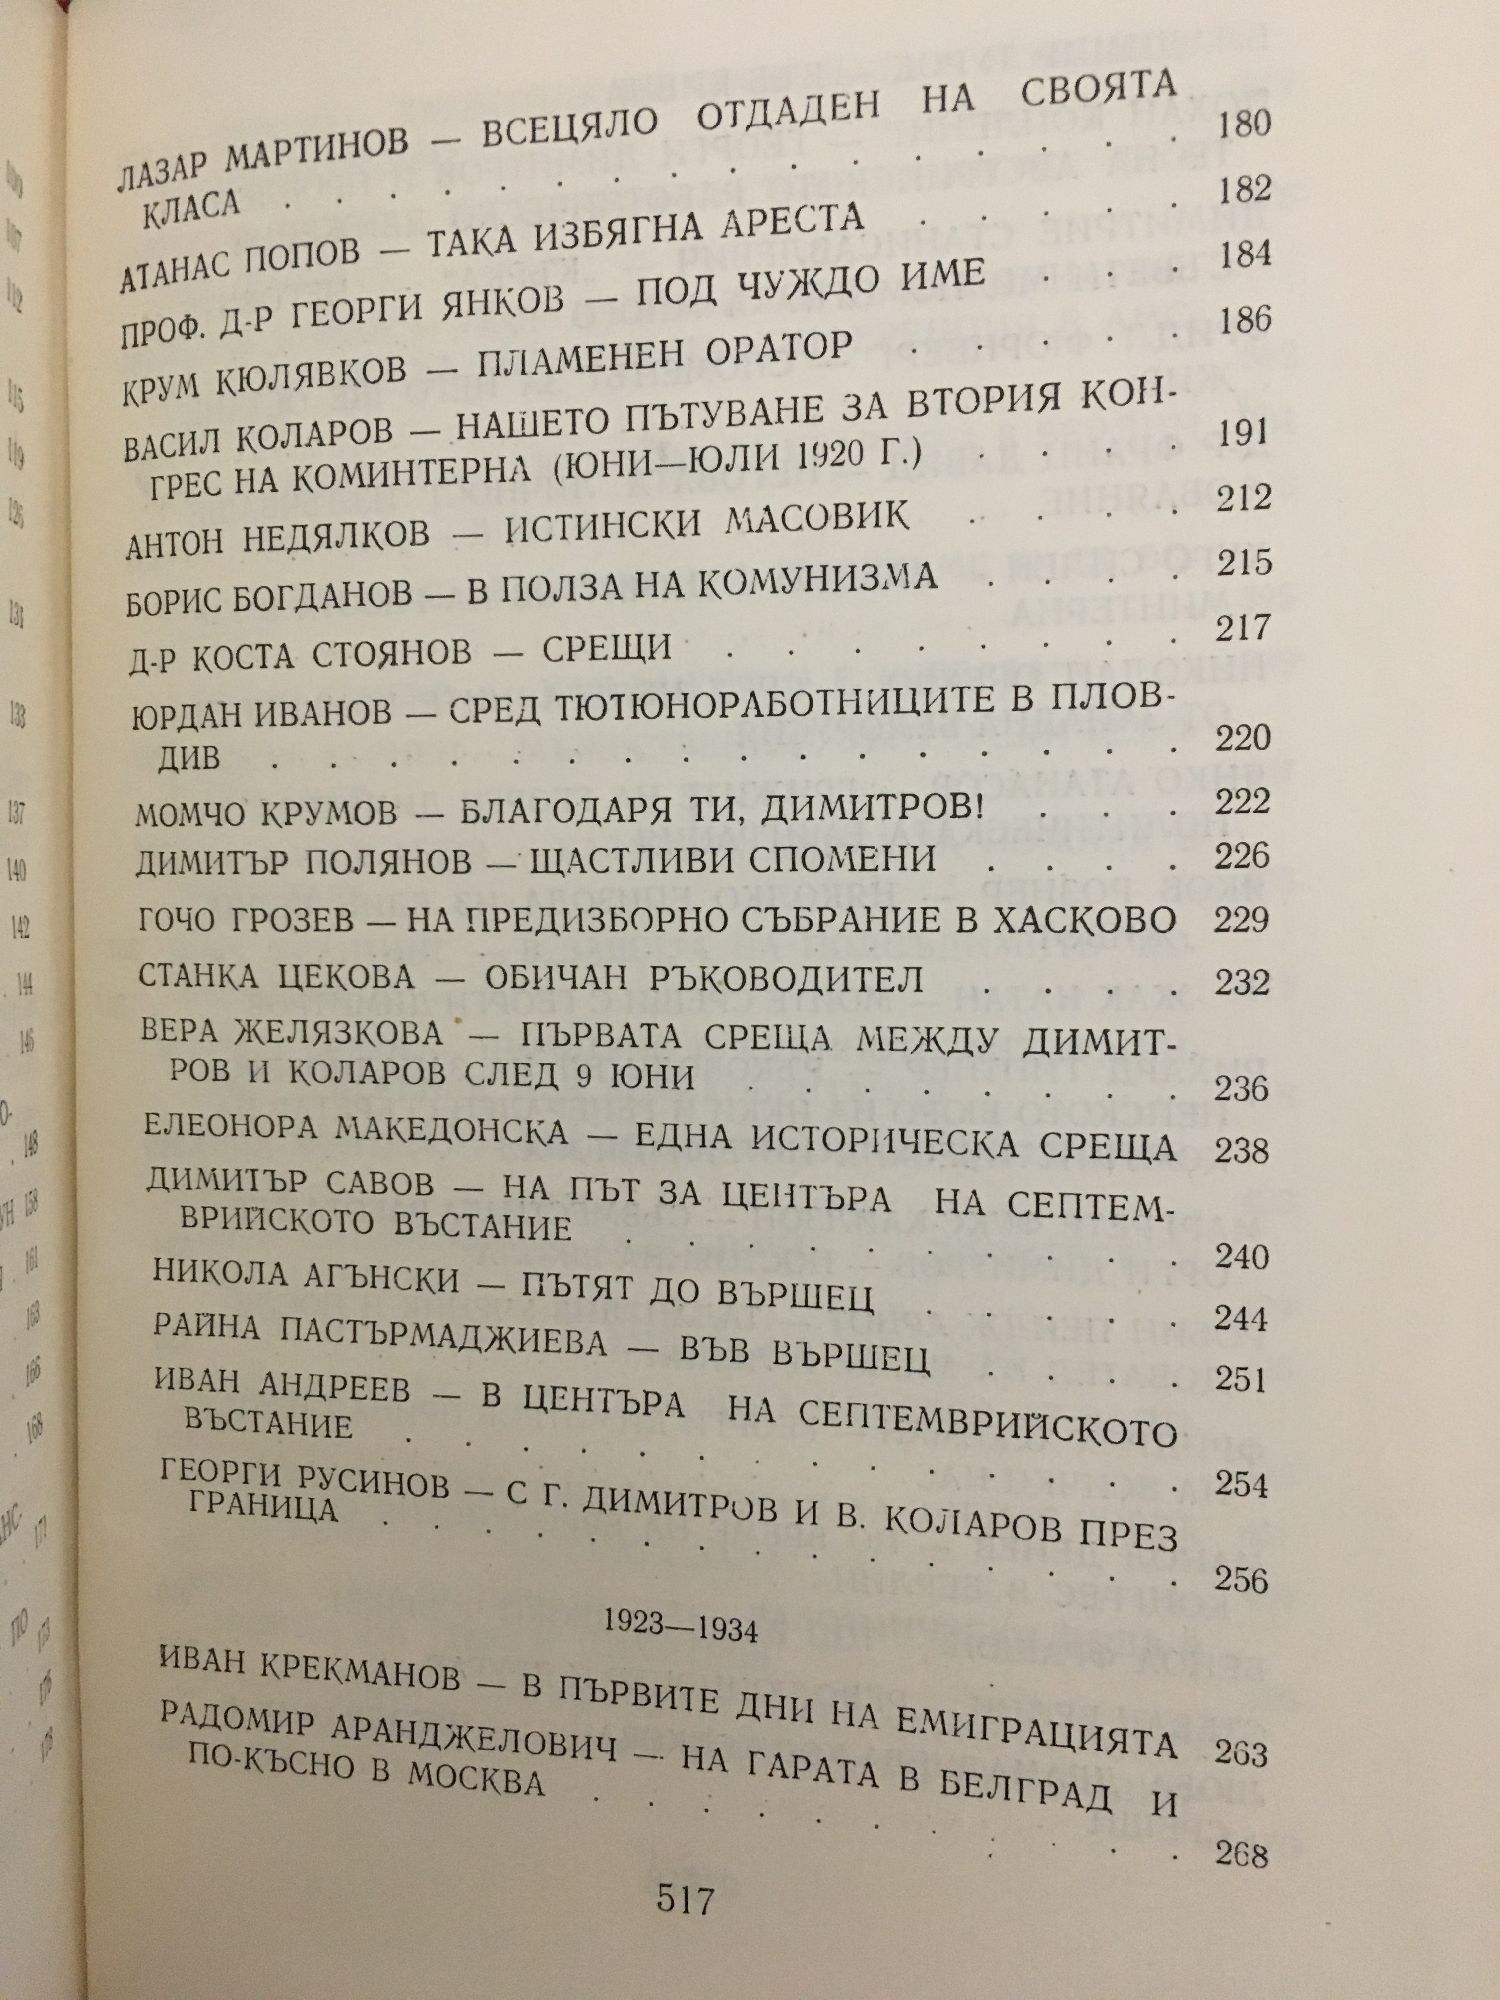 ЛАЗАР МАРТИНОВ — ВСЕЦЯЛО ОТДАДЕН НА СВОЯТА
КЛАСА . . . . . . . . . . . . . . . 180
АТАНАС ПОПОВ — ТАКА ИЗБЯГНА АРЕСТА . . . . . 182
ПРОФ. Д-Р ГЕОРГИ ЯНКОВ — ПОД ЧУЖДО ИМЕ . . . 184
КРУМ КЮЛЯВКОВ — ПЛАМЕНЕН ОРАТОР . . . . . 186
ВАСИЛ КОЛАРОВ — НАШЕТО ПЪТУВАНЕ ЗА ВТОРИЯ КОН-
ГРЕС НА КОМИНТЕРНА (ЮНИ—ЮЛИ 1920 Г.) . . . . 191
АНТОН НЕДЯЛКОВ — ИСТИНСКИ МАСОВИК . . . . 212
БОРИС БОГДАНОВ — В ПОЛЗА НА КОМУНИЗМА . . . . 215
Д-Р КОСТА СТОЯНОВ — СРЕЩИ . . . . . . . . 217
ЮРДАН ИВАНОВ — СРЕД ТЮТЮНОРАБОТНИЦИТЕ В ПЛОВ-
ДИВ . . . . . . . . . . . . . . . . 220
МОМЧО КРУМОВ — БЛАГОДАРЯ ТИ, ДИМИТРОВ! . . . 222
ДИМИТЪР ПОЛЯНОВ — ЩАСТЛИВИ СПОМЕНИ . . . . 226
ГОЧО ГРОЗЕВ — НА ПРЕДИЗБОРНО СЪБРАНИЕ В ХАСКОВО 229
СТАНКА ЦЕКОВА — ОБИЧАН РЪКОВОДИТЕЛ . . . . 232
ВЕРА ЖЕЛЯЗКОВА — ПЪРВАТА СРЕЩА МЕЖДУ ДИМИТ-
РОВ И КОЛАРОВ СЛЕД 9 ЮНИ . . . . . . . . 236
ЕЛЕОНОРА МАКЕДОНСКА — ЕДНА ИСТОРИЧЕСКА СРЕЩА 238
ДИМИТЪР САВОВ — НА ПЪТ ЗА ЦЕНТЪРА НА СЕПТЕМ-
ВРИЙСКОТО ВЪСТАНИЕ . . . . . . . . . . 240
НИКОЛА АГЪНСКИ — ПЪТЯТ ДО ВЪРШЕЦ . . . . . 244
РАЙНА ПАСТЪРМАДЖИЕВА — ВЪВ ВЪРШЕЦ . . . . 251
ИВАН АНДРЕЕВ — В ЦЕНТЪРА НА СЕПТЕМВРИЙСКОТО
ВЪСТАНИЕ . . . . . . . . . . . . . . 254
ГЕОРГИ РУСИНОВ — С Г. ДИМИТРОВ И В. КОЛАРОВ ПРЕЗ
ГРАНИЦА . . . . . . . . . . . . . . 256
1923—1934
ИВАН КРЕКМАНОВ — В ПЪРВИТЕ ДНИ НА ЕМИГРАЦИЯТА 263
РАДОМИР АРАНДЖЕЛОВИЧ — НА ГАРАТА В БЕЛГРАД И
ПО-КЪСНО В МОСКВА . . . . . . . . . . 268
517